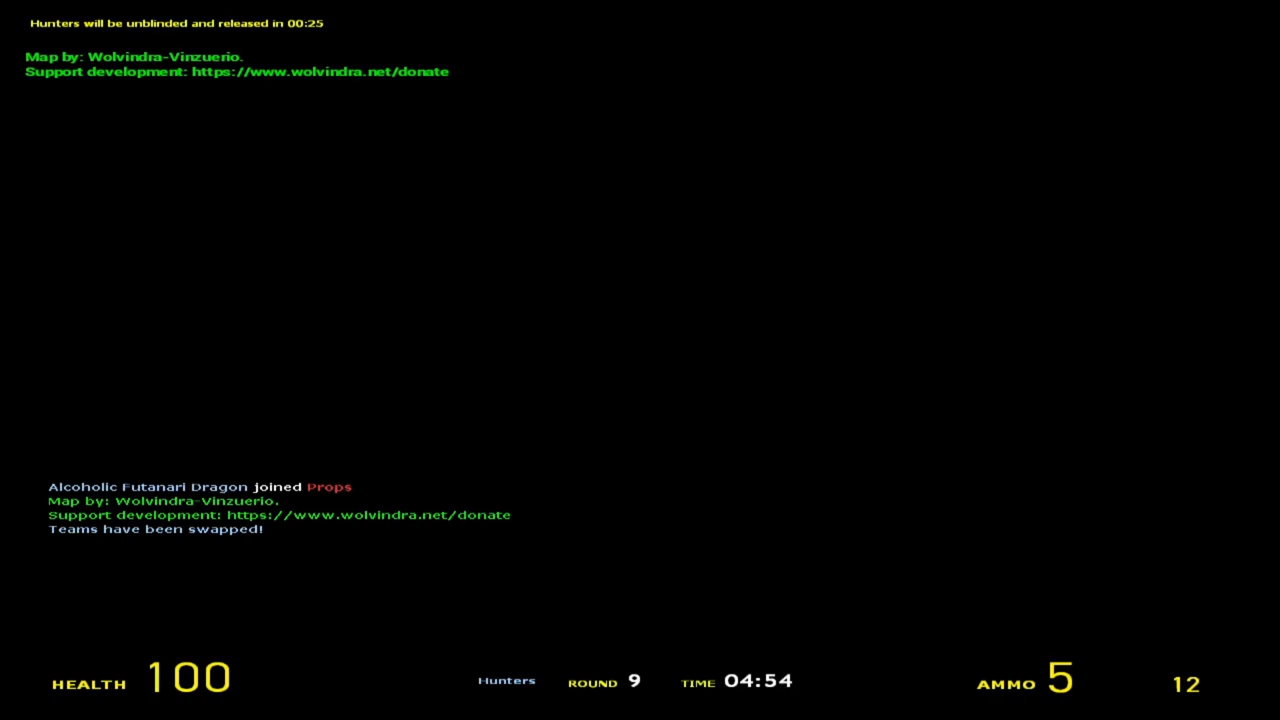 Hunters will be unblinded and released in 00:25
Map by: Wolvindra-Vinzuerio.
Support development: https://www.wolvindra.net/donate
Alcoholic Futanari Dragon joined Props
Map by: Wolvindra-Vinzuerio.
Support development: https://www.wolvindra.net/donate
Teams have been swapped!
HEALTH 100 Hunters ROUND 9 TIME 04:54 AMMO 5 12